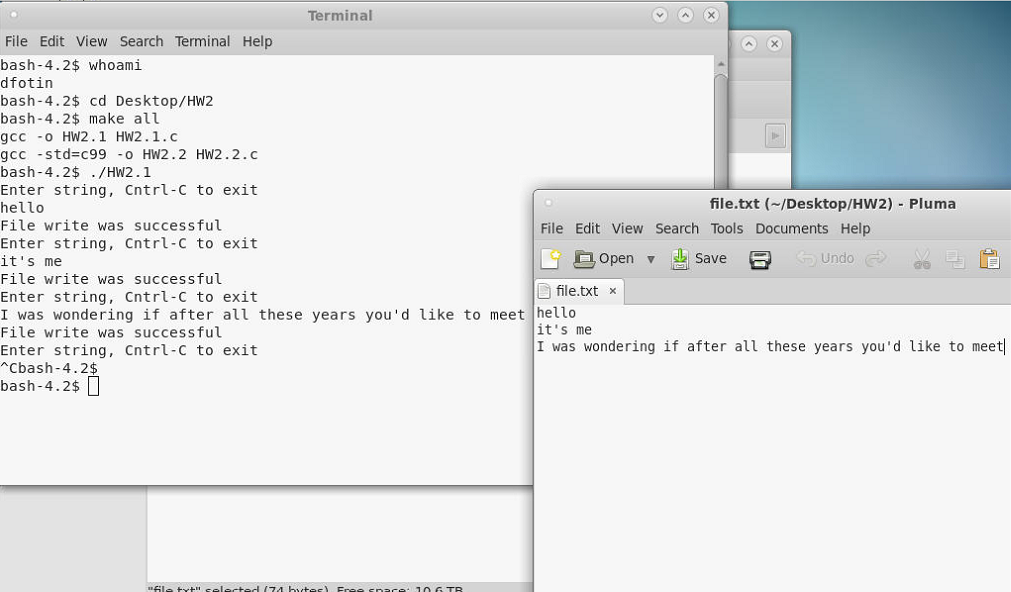 Terminal
File Edit View Search Terminal Help
bash-4.2$ whoami
dfotin
bash-4.2$ cd Desktop/HW2
bash-4.2$ make all
gcc -o HW2.1 HW2.1.c
gcc -std=c99 -o HW2.2 HW2.2.c
bash-4.2$ ./HW2.1
Enter string, Cntrl-C to exit
hello
File write was successful
Enter string, Cntrl-C to exit
it's me
File write was successful
Enter string, Cntrl-C to exit
I was wondering if after all these years you'd like to meet
File write was successful
Enter string, Cntrl-C to exit
^Cbash-4.2$
bash-4.2$
file.txt (~/Desktop/HW2) - Pluma
File Edit View Search Tools Documents Help
Open Save Undo
file.txt
hello
it's me
I was wondering if after all these years you'd like to meet
"file.txt" selected (74 bytes), Free space: 10.6 TB